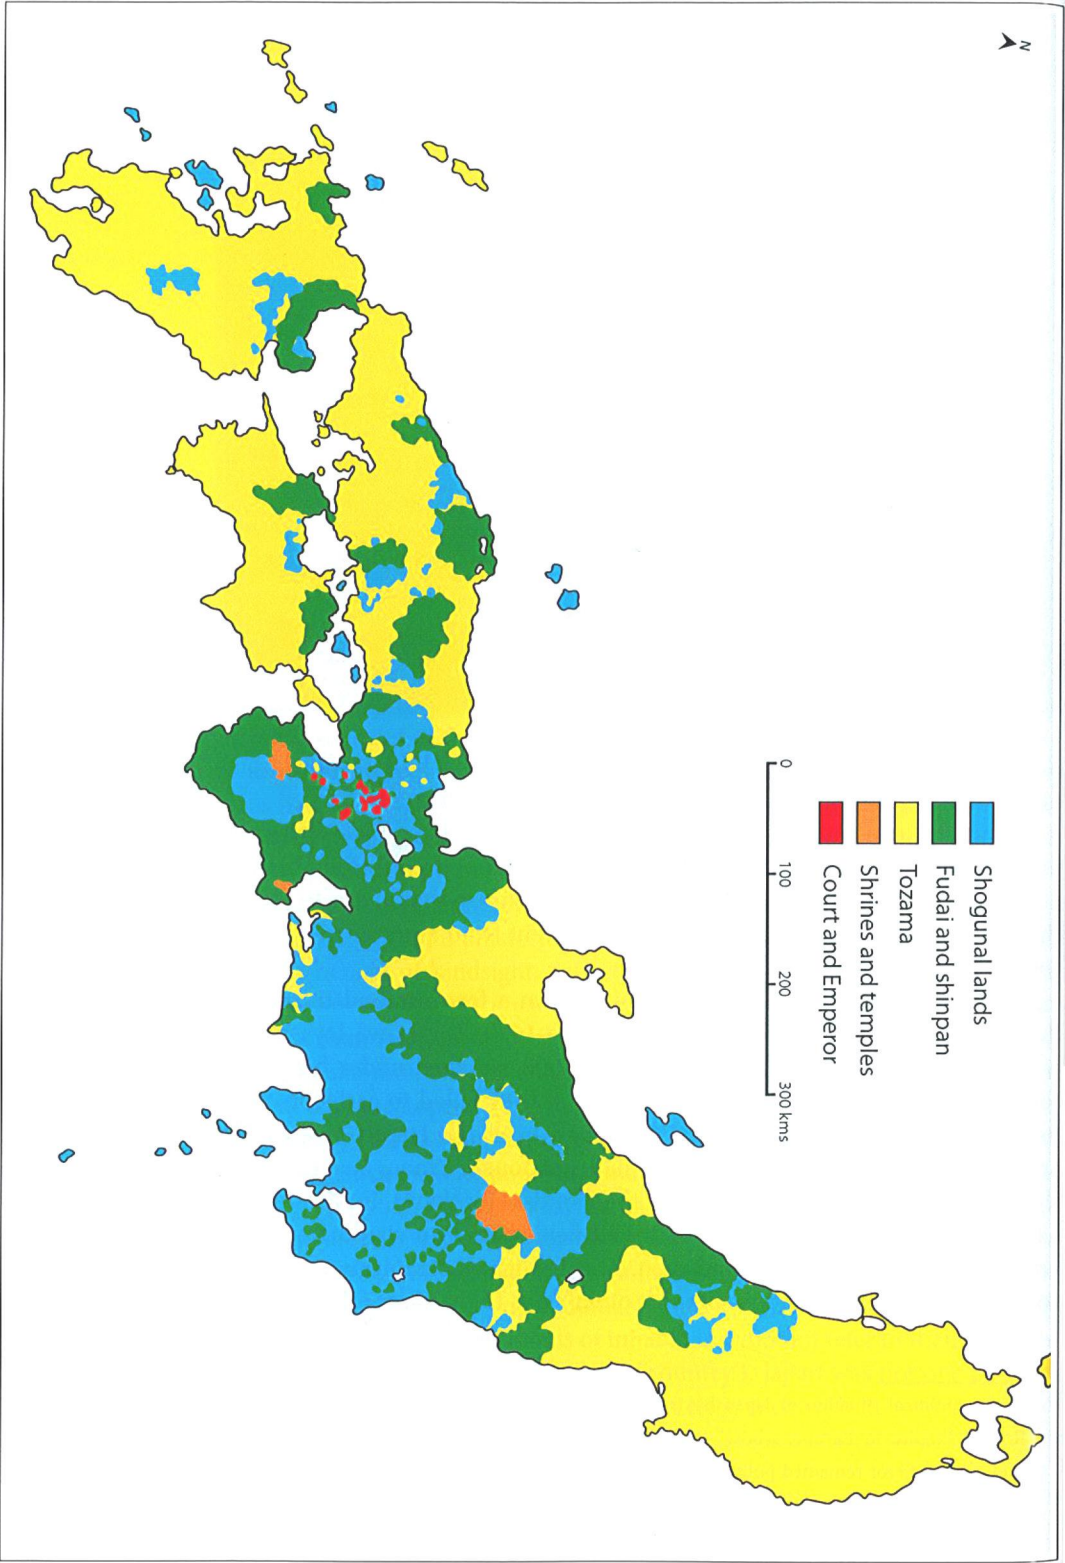 N
0 100 200 300 kms
Shogunal lands
Fudai and shinpan
Tozama
Shrines and temples
Court and Emperor